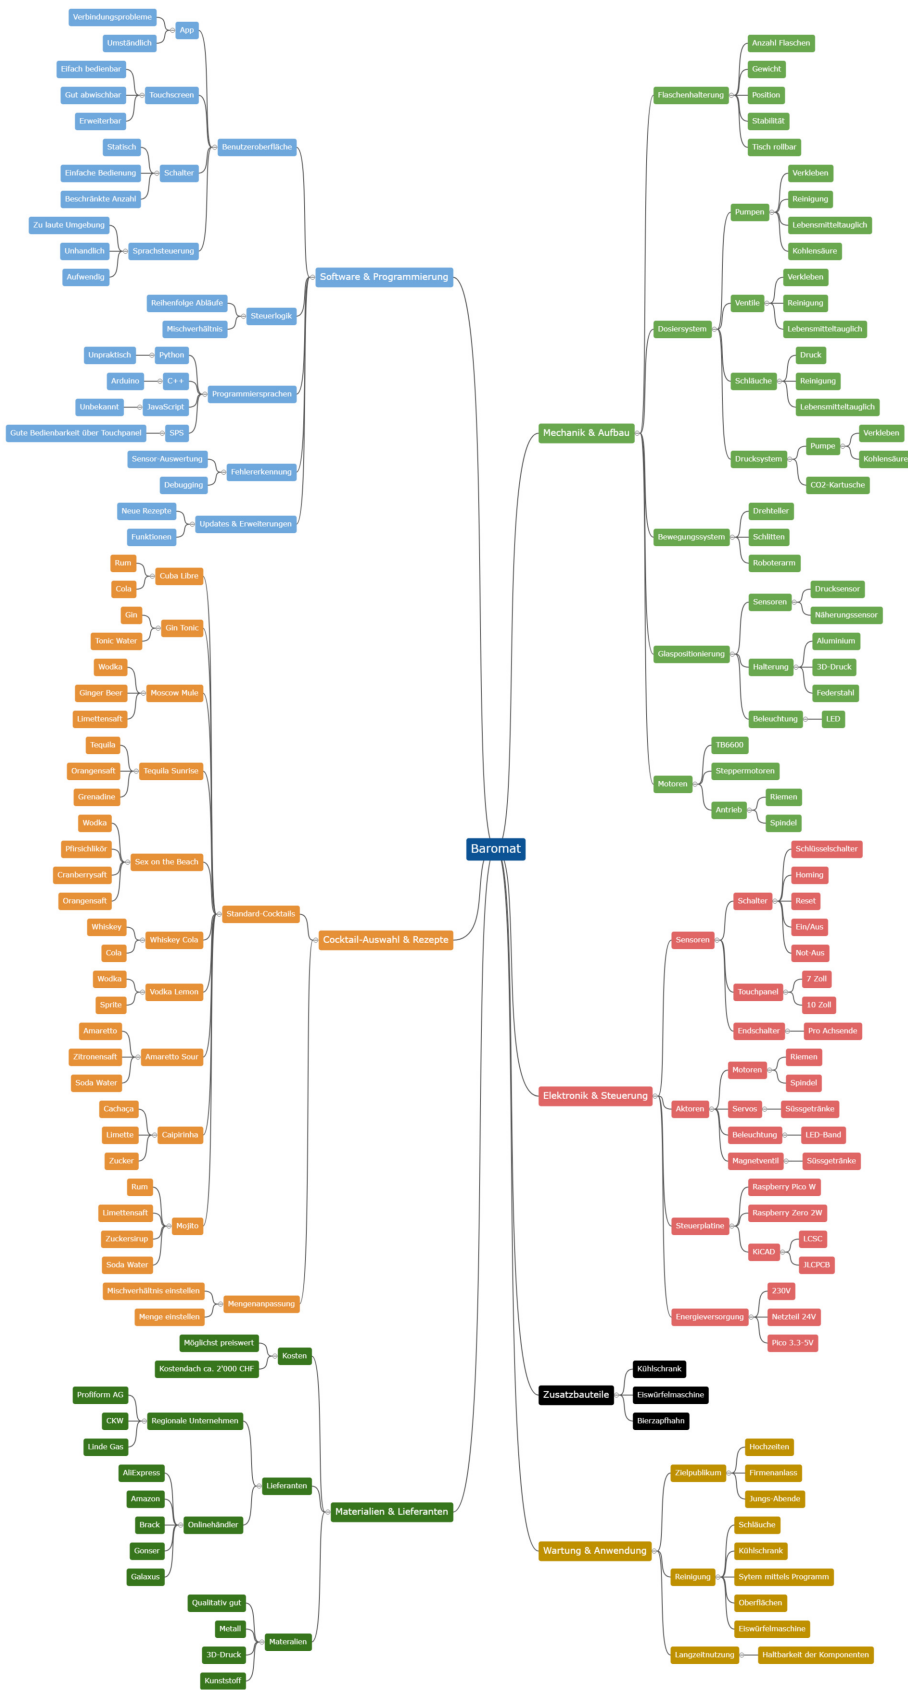 Baromat
Software & Programmierung
Benutzeroberfläche
App
Verbindungsprobleme
Umständlich
Touchscreen
Eifach bedienbar
Gut abwischbar
Erweiterbar
Schalter
Statisch
Einfache Bedienung
Beschränkte Anzahl
Sprachsteuerung
Zu laute Umgebung
Unhandlich
Aufwendig
Steuerlogik
Reihenfolge Abläufe
Mischverhältnis
Programmiersprachen
Python
Unpraktisch
C++
Arduino
JavaScript
Unbekannt
SPS
Gute Bedienbarkeit über Touchpanel
Fehlererkennung
Sensor-Auswertung
Debugging
Updates & Erweiterungen
Neue Rezepte
Funktionen
Cocktail-Auswahl & Rezepte
Standard-Cocktails
Cuba Libre
Rum
Cola
Gin Tonic
Gin
Tonic Water
Moscow Mule
Wodka
Ginger Beer
Limettensaft
Tequila Sunrise
Tequila
Orangensaft
Grenadine
Sex on the Beach
Wodka
Pfirsichlikör
Cranberrysaft
Orangensaft
Whiskey Cola
Whiskey
Cola
Vodka Lemon
Wodka
Sprite
Amaretto Sour
Amaretto
Zitronensaft
Soda Water
Caipirinha
Cachaça
Limette
Zucker
Mojito
Rum
Limettensaft
Zuckersirup
Soda Water
Mengenanpassung
Mischverhältnis einstellen
Menge einstellen
Materialien & Lieferanten
Kosten
Möglichst preiswert
Kostendach ca. 2'000 CHF
Lieferanten
Regionale Unternehmen
Profiform AG
CKW
Linde Gas
Onlinehändler
AliExpress
Amazon
Brack
Gonser
Galaxus
Materalien
Qualitativ gut
Metall
3D-Druck
Kunststoff
Mechanik & Aufbau
Flaschenhalterung
Anzahl Flaschen
Gewicht
Position
Stabilität
Tisch rollbar
Dosiersystem
Pumpen
Verkleben
Reinigung
Lebensmitteltauglich
Kohlensäure
Ventile
Verkleben
Reinigung
Lebensmitteltauglich
Schläuche
Druck
Reinigung
Lebensmitteltauglich
Drucksystem
Pumpe
Verkleben
Kohlensäure
CO2-Kartusche
Bewegungssystem
Drehteller
Schlitten
Roboterarm
Glaspositionierung
Sensoren
Drucksensor
Näherungssensor
Halterung
Aluminium
3D-Druck
Federstahl
Beleuchtung
LED
Motoren
TB6600
Steppermotoren
Antrieb
Riemen
Spindel
Elektronik & Steuerung
Sensoren
Schalter
Schlüsselschalter
Homing
Reset
Ein/Aus
Not-Aus
Touchpanel
7 Zoll
10 Zoll
Endschalter
Pro Achsende
Aktoren
Motoren
Riemen
Spindel
Servos
Süssgetränke
Beleuchtung
LED-Band
Magnetventil
Süssgetränke
Steuerplatine
Raspberry Pico W
Raspberry Zero 2W
KiCAD
LCSC
JLCPCB
Energieversorgung
230V
Netzteil 24V
Pico 3.3-5V
Zusatzbauteile
Kühlschrank
Eiswürfelmaschine
Bierzapfhahn
Wartung & Anwendung
Zielpublikum
Hochzeiten
Firmenanlass
Jungs-Abende
Reinigung
Schläuche
Kühlschrank
Sytem mittels Programm
Oberflächen
Eiswürfelmaschine
Langzeitnutzung
Haltbarkeit der Komponenten